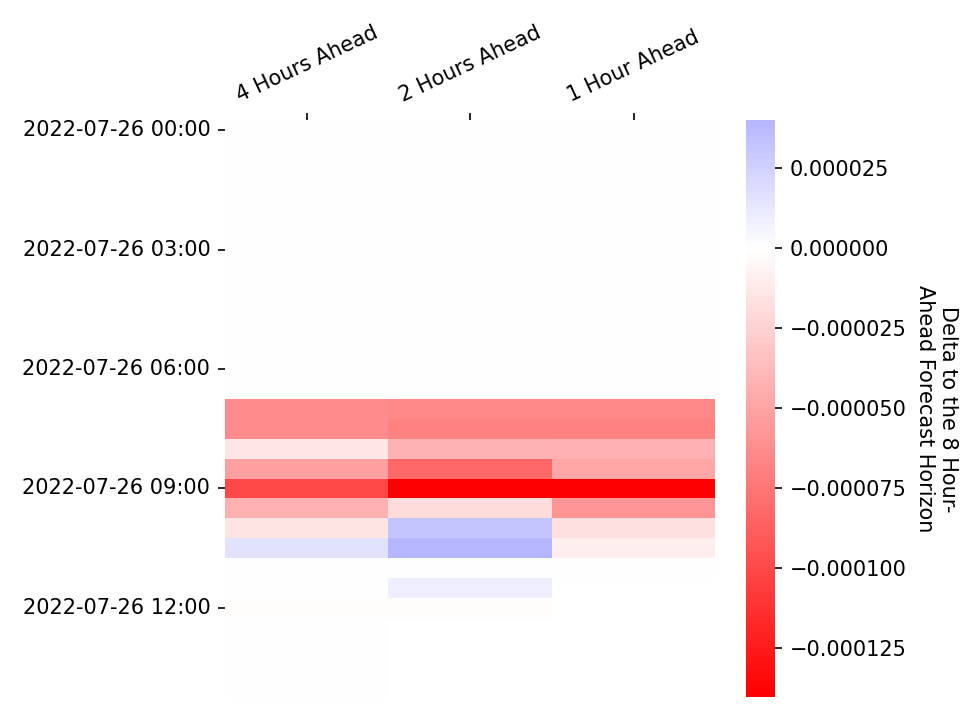 4 Hours Ahead
2 Hours Ahead
1 Hour Ahead
2022-07-26 00:00
2022-07-26 03:00
2022-07-26 06:00
2022-07-26 09:00
2022-07-26 12:00
0.000025
0.000000
−0.000025
−0.000050
−0.000075
−0.000100
−0.000125
Delta to the 8 Hour-
Ahead Forecast Horizon